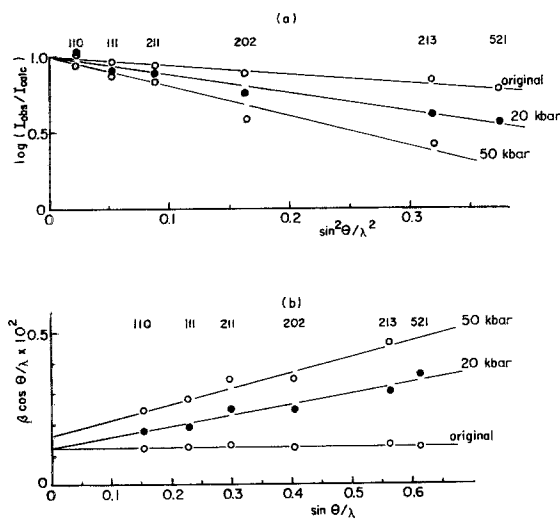 (a)
110 111 211 202 213 521
log (Iobs/Icalc)
1.0
0.5
0
original
20 kbar
50 kbar
0 0.1 0.2 0.3
sin²θ/λ²
(b)
110 111 211 202 213 521
β cos θ/λ x 10²
0.5
0
50 kbar
20 kbar
original
0 0.1 0.2 0.3 0.4 0.5 0.6
sin θ/λ